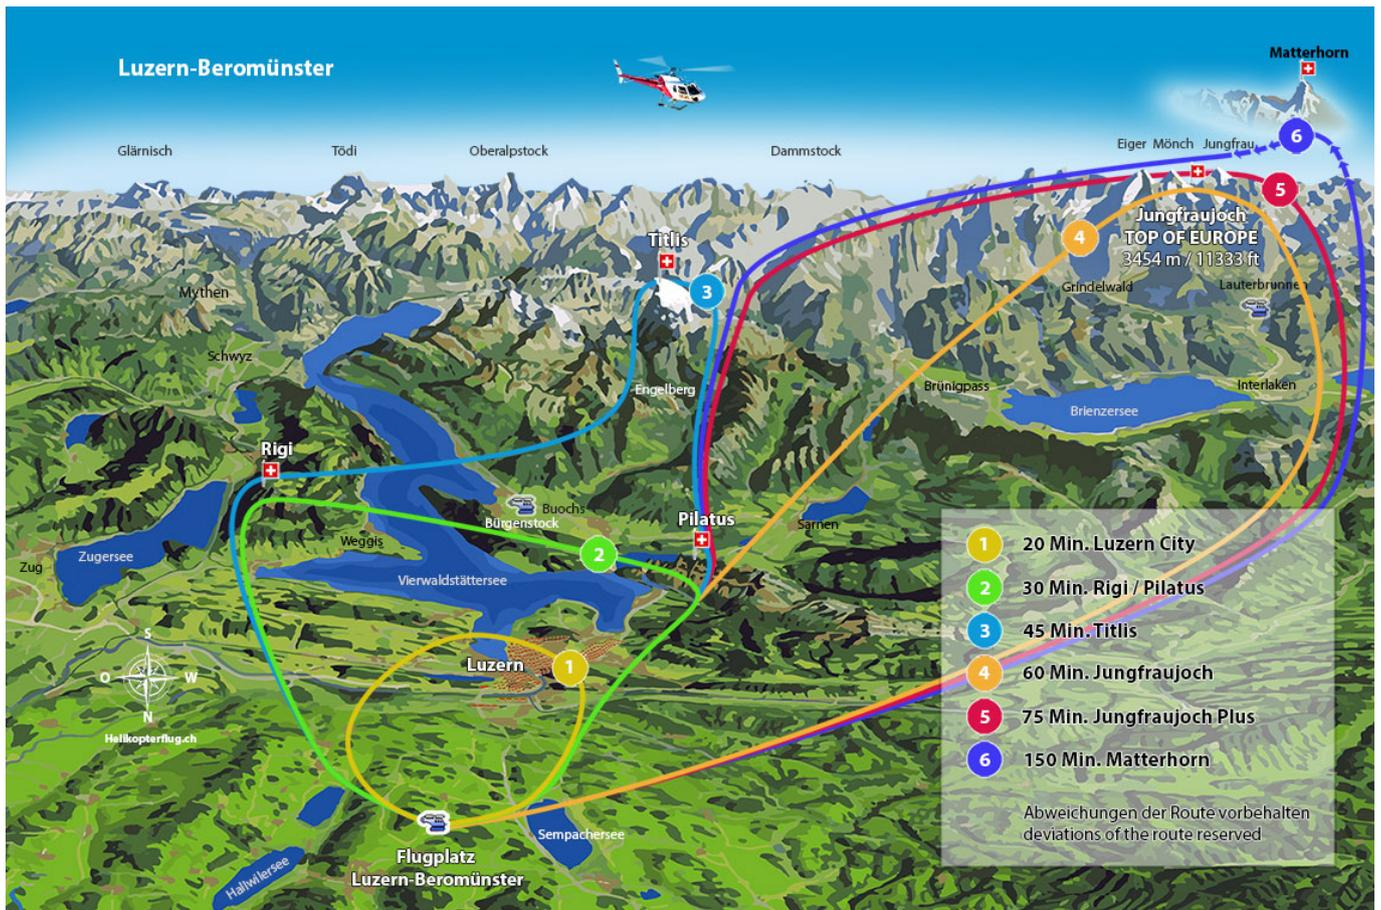 Matterhorn
Luzern-Beromünster
6
Eiger Mönch Jungfrau
Glärnisch Tödi Oberalpstock Dammastock
5
Jungfraujoch
TOP OF EUROPE
3454 m / 11333 ft
4
Titlis
3
Mythen
Grindelwald
Lauterbrunnen
Schwyz
Engelberg
Brünigpass
Interlaken
Brienzersee
Rigi
Buochs
Bürgenstock
Pilatus
Sarnen
Weggis
2
Zugersee
Zug
Vierwaldstättersee
1 20 Min. Luzern City
2 30 Min. Rigi / Pilatus
3 45 Min. Titlis
4 60 Min. Jungfraujoch
5 75 Min. Jungfraujoch Plus
6 150 Min. Matterhorn
Abweichungen der Route vorbehalten
deviations of the route reserved
S
O W
N
Helikopterflug.ch
Luzern
1
Sempachersee
Flugplatz
Luzern-Beromünster
Hallwilersee